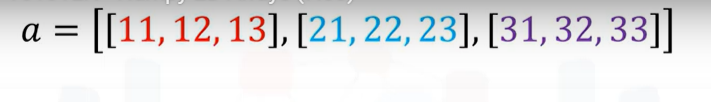 a = [[11, 12, 13], [21, 22, 23], [31, 32, 33]]